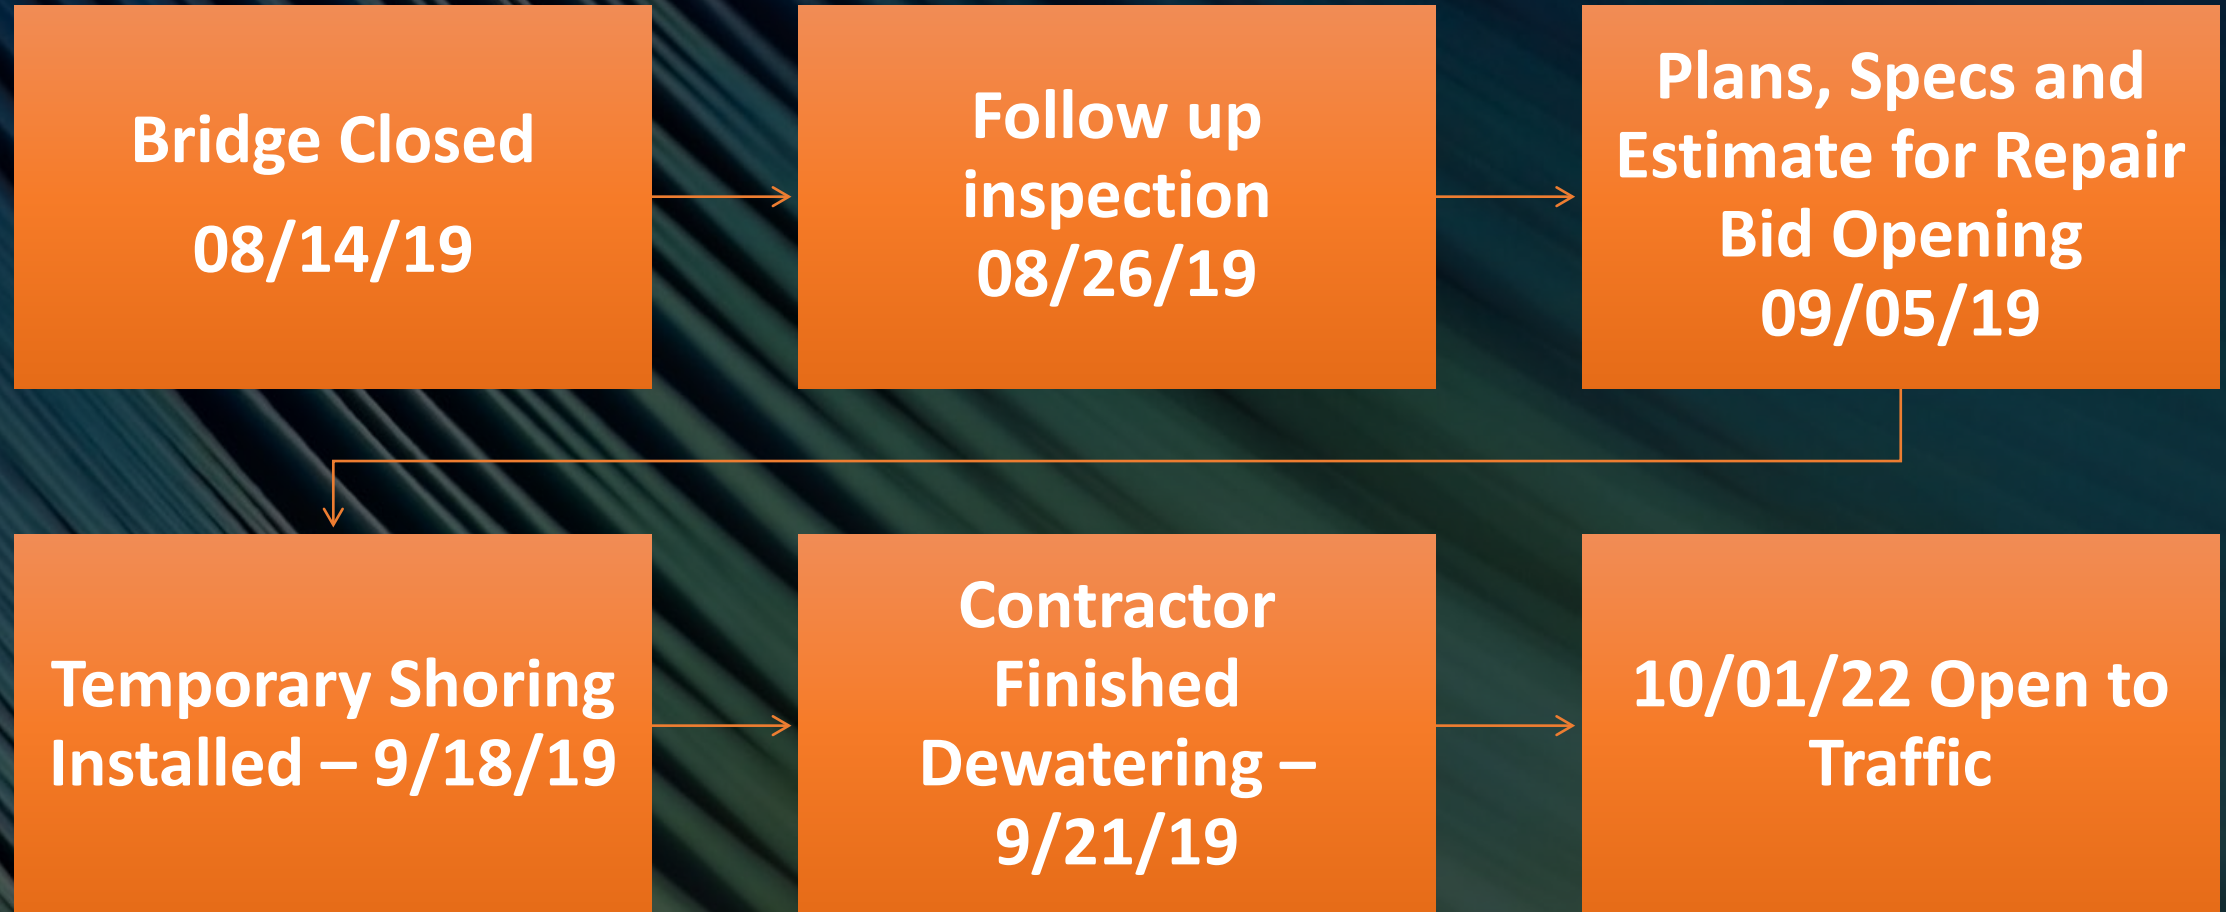 Bridge Closed
08/14/19
Follow up
inspection
08/26/19
Plans, Specs and
Estimate for Repair
Bid Opening
09/05/19
Temporary Shoring
Installed – 9/18/19
Contractor
Finished
Dewatering –
9/21/19
10/01/22 Open to
Traffic